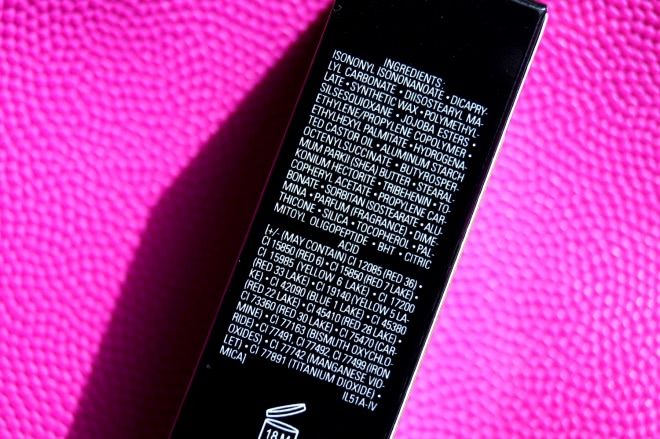 INGREDIENTS:
ISONONYL ISONONANOATE • DICAPRY-
LYL CARBONATE • DIISOSTEARYL MA-
LATE • SYNTHETIC WAX • POLYMETHYL
SILSESQUIOXANE • JOJOBA ESTERS •
ETHYLENE/PROPYLENE COPOLYMER •
ETHYLHEXYL PALMITATE • HYDROGENA-
TED CASTOR OIL • ALUMINUM STARCH
OCTENYLSUCCINATE • BUTYROSPER-
MUM PARKII (SHEA) BUTTER • STEARAL-
KONIUM HECTORITE • TRIBEHENIN • TO-
COPHERYL ACETATE • PROPYLENE CAR-
BONATE • SORBITAN ISOSTEARATE • ALU-
MINA • PARFUM (FRAGRANCE) • DIME-
THICONE • SILICA • TOCOPHEROL • PAL-
MITOYL OLIGOPEPTIDE • BHT • CITRIC
ACID
[+/- (MAY CONTAIN) CI 12085 (RED 36) •
CI 15850 (RED 6) • CI 15850 (RED 7 LAKE) •
CI 15985 (YELLOW 6 LAKE) • CI 17200
(RED 33 LAKE) • CI 19140 (YELLOW 5 LA-
KE) • CI 42090 (BLUE 1 LAKE) • CI 45380
(RED 22 LAKE) • CI 45410 (RED 28 LAKE) •
CI 73360 (RED 30 LAKE) • CI 75470 (CAR-
MINE) • CI 77163 (BISMUTH OXYCHLO-
RIDE) • CI 77491, CI 77492, CI 77499 (IRON
OXIDES) • CI 77742 (MANGANESE VIO-
LET) • CI 77891 (TITANIUM DIOXIDE) •
MICA]
IL51A-IV
18M